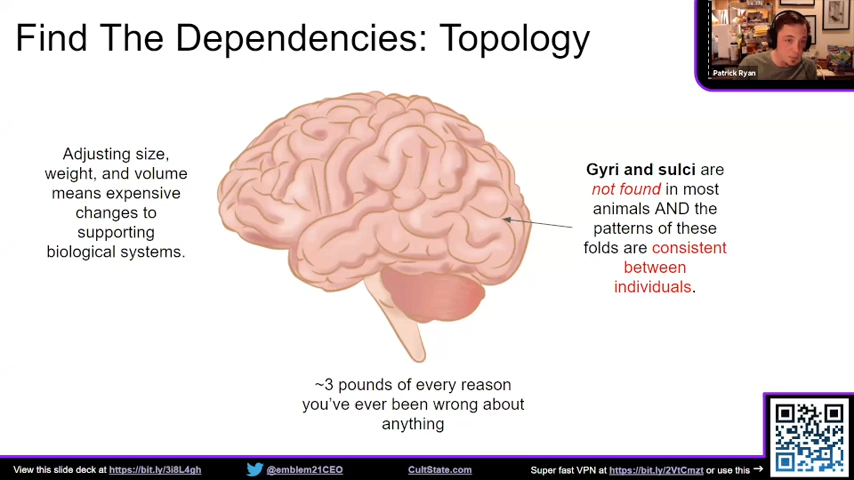 Find The Dependencies: Topology
Patrick Ryan
Adjusting size,
weight, and volume
means expensive
changes to
supporting
biological systems.
Gyri and sulci are
not found in most
animals AND the
patterns of these
folds are consistent
between
individuals.
~3 pounds of every reason
you've ever been wrong about
anything
View this slide deck at https://bit.ly/3i8L4gh
@emblem21CEO
CultState.com
Super fast VPN at https://bit.ly/2VtCmzt or use this →